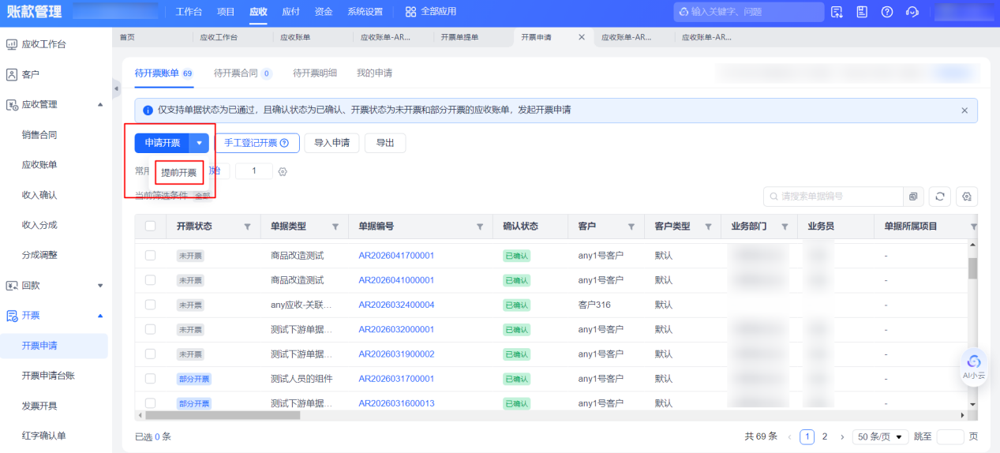 账款管理 工作台 项目 应收 应付 资金 系统设置 全部应用 输入关键字、问题
首页 应收工作台 应收账单 应收账单-AR... 开票单提单 开票申请 应收账单-AR... 应收账单-AR...
应收工作台
客户
应收管理
销售合同
应收账单
收入确认
收入分成
分成调整
回款
开票
开票申请
开票申请台账
发票开具
红字确认单
待开票账单 69 待开票合同 0 待开票明细 我的申请
仅支持单据状态为已通过，且确认状态为已确认、开票状态为未开票和部分开票的应收账单，发起开票申请
申请开票 手工登记开票 导入申请 导出
常用 提前开票 1
当前筛选条件 全部 请搜索单据编号
开票状态 单据类型 单据编号 确认状态 客户 客户类型 业务部门 业务员 单据所属项目
未开票 商品改造测试 AR2026041700001 已确认 any1号客户 默认 -
未开票 商品改造测试 AR2026041000001 已确认 any1号客户 默认 -
未开票 any应收-关联... AR2026032400004 已确认 客户316 默认 -
未开票 测试下游单据... AR2026032000001 已确认 any1号客户 默认 -
未开票 测试下游单据... AR2026031900002 已确认 any1号客户 默认 -
部分开票 测试人员的组件 AR2026031700001 已确认 any1号客户 默认 -
部分开票 测试下游单据... AR2026031600013 已确认 any1号客户 默认 -
AI小云
已选 0 条 共 69 条 1 2 50 条/页 跳至 页